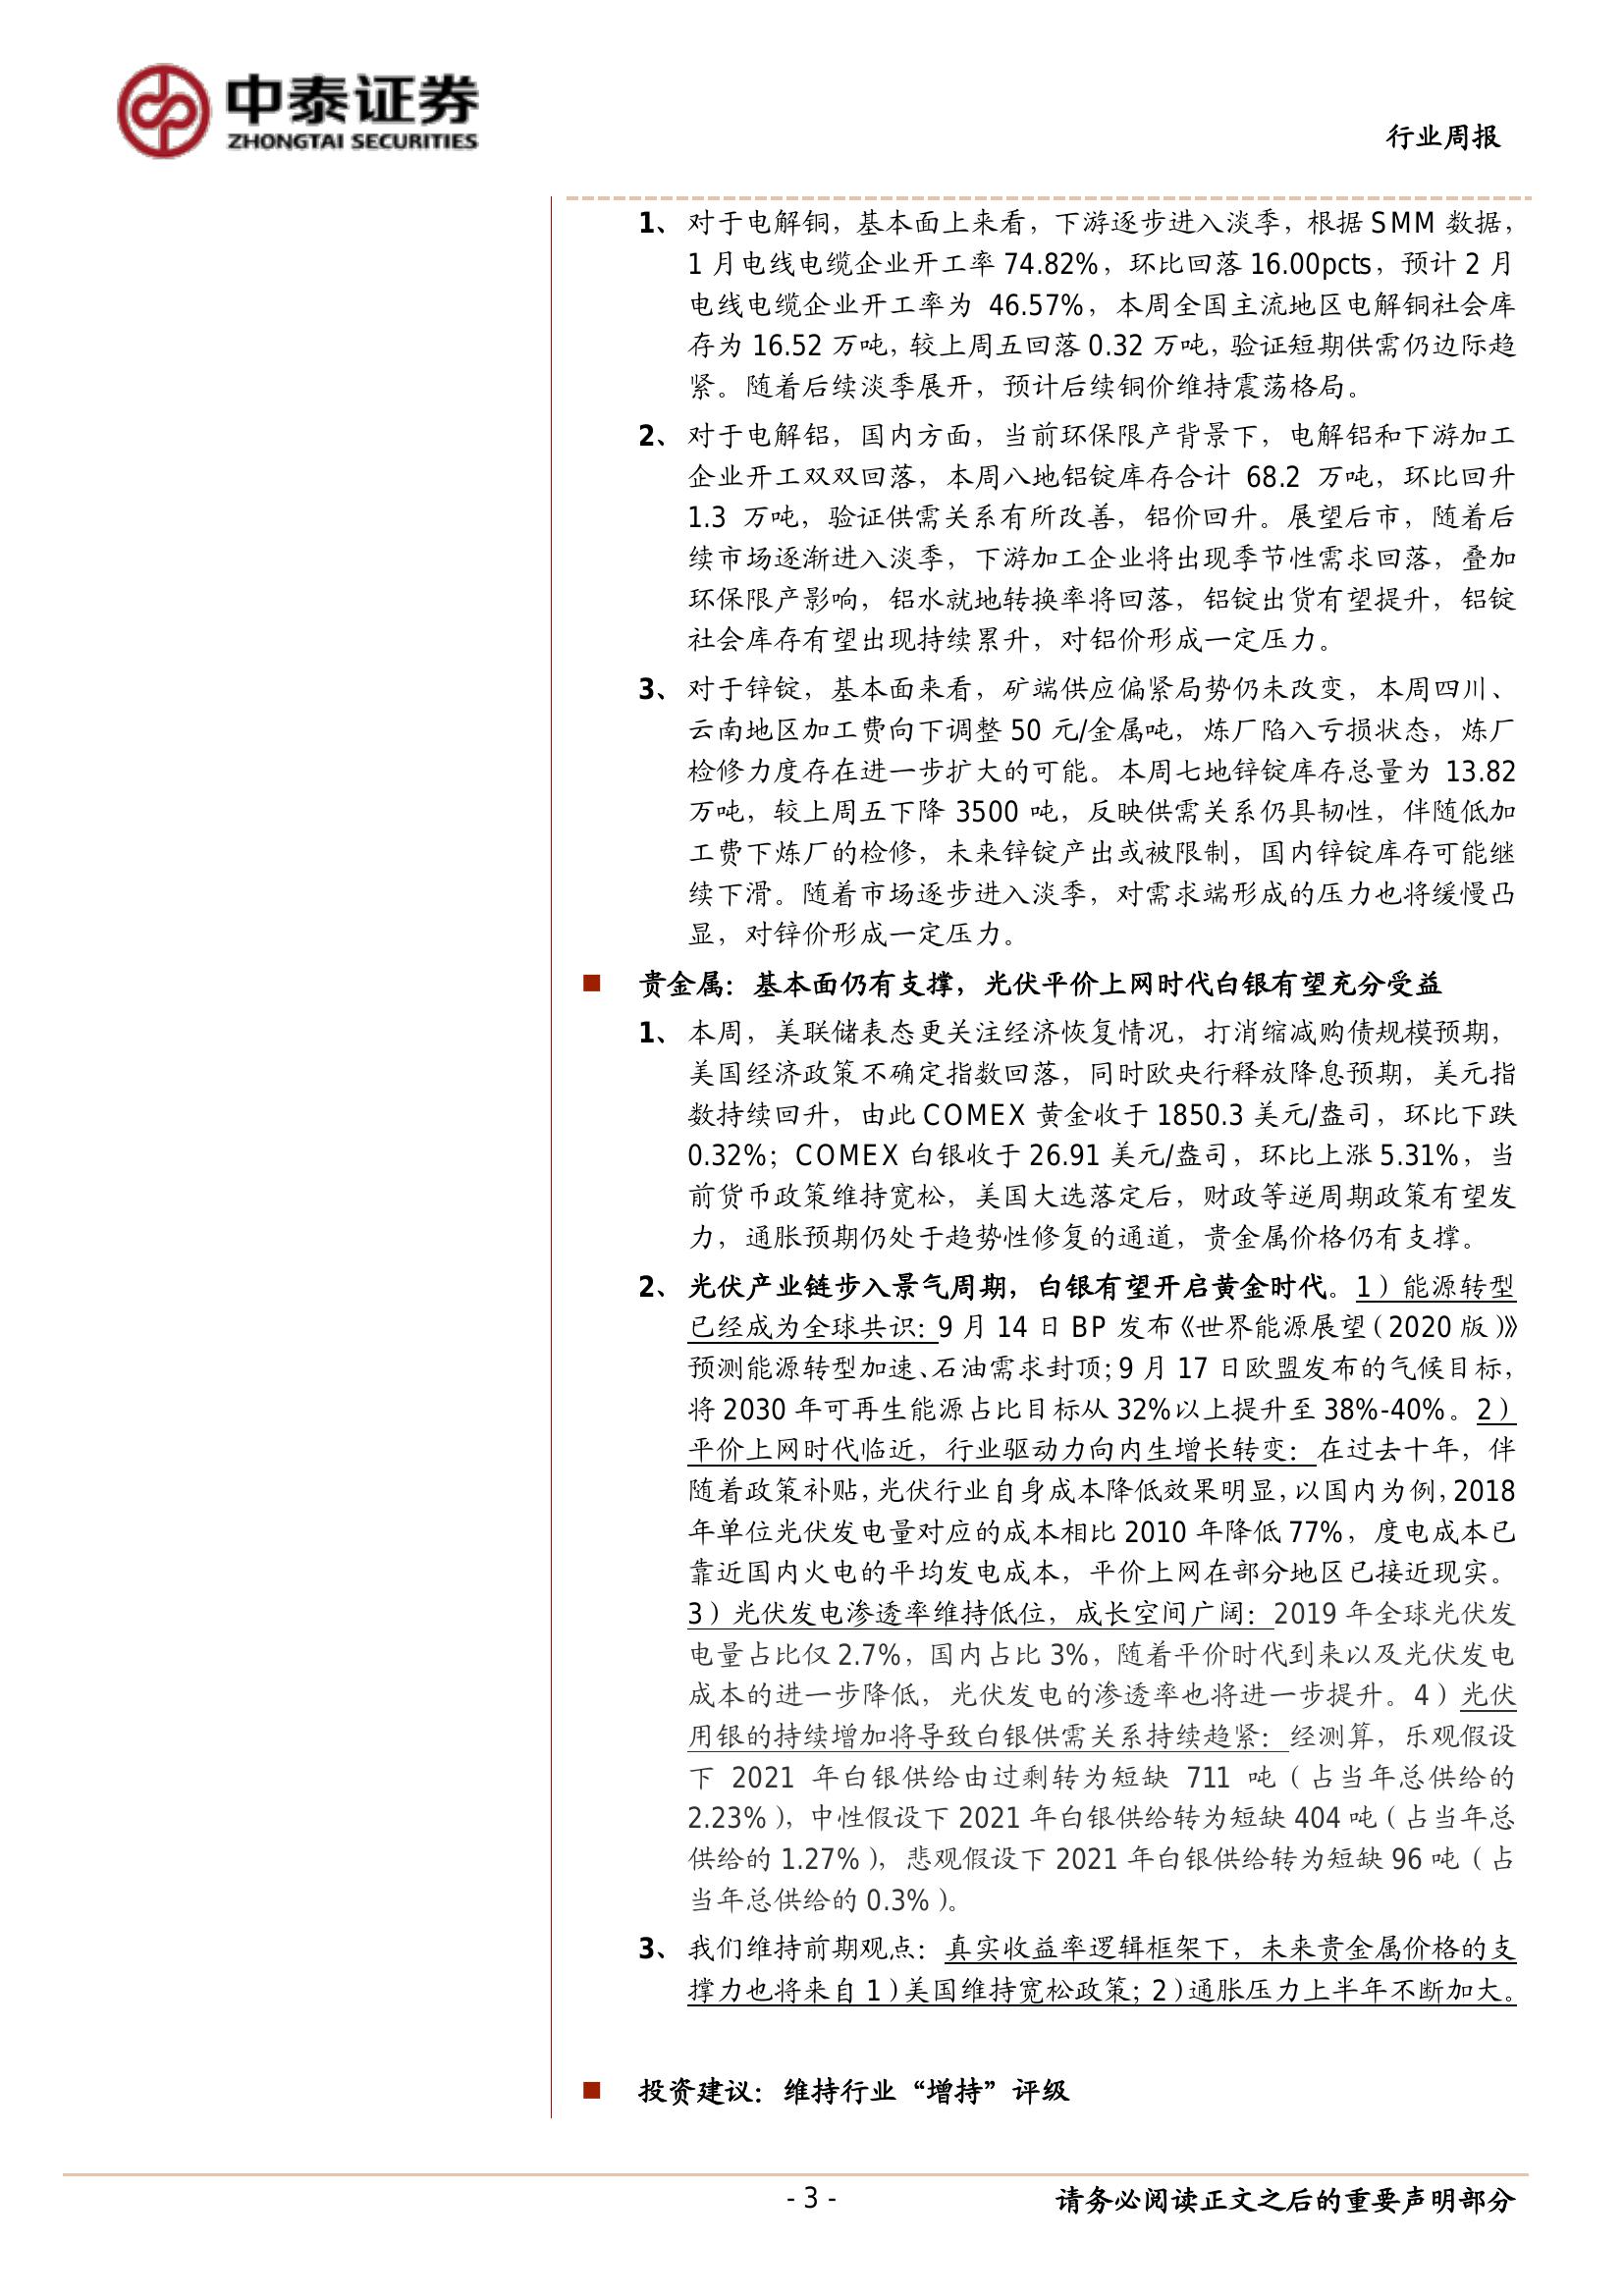 中泰证券
ZHONGTAI SECURITIES
行业周报
1、 对于电解铜，基本面上来看，下游逐步进入淡季，根据 SMM 数据，
1 月电线电缆企业开工率 74.82%，环比回落 16.00pcts，预计 2 月
电线电缆企业开工率为 46.57%，本周全国主流地区电解铜社会库
存为 16.52 万吨，较上周五回落 0.32 万吨，验证短期供需仍边际趋
紧。随着后续淡季展开，预计后续铜价维持震荡格局。
2、 对于电解铝，国内方面，当前环保限产背景下，电解铝和下游加工
企业开工双双回落，本周八地铝锭库存合计 68.2 万吨，环比回升
1.3 万吨，验证供需关系有所改善，铝价回升。展望后市，随着后
续市场逐渐进入淡季，下游加工企业将出现季节性需求回落，叠加
环保限产影响，铝水就地转换率将回落，铝锭出货有望提升，铝锭
社会库存有望出现持续累升，对铝价形成一定压力。
3、 对于锌锭，基本面来看，矿端供应偏紧局势仍未改变，本周四川、
云南地区加工费向下调整 50 元/金属吨，炼厂陷入亏损状态，炼厂
检修力度存在进一步扩大的可能。本周七地锌锭库存总量为 13.82
万吨，较上周五下降 3500 吨，反映供需关系仍具韧性，伴随低加
工费下炼厂的检修，未来锌锭产出或被限制，国内锌锭库存可能继
续下滑。随着市场逐步进入淡季，对需求端形成的压力也将缓慢凸
显，对锌价形成一定压力。
■ 贵金属：基本面仍有支撑，光伏平价上网时代白银有望充分受益
1、 本周，美联储表态更关注经济恢复情况，打消缩减购债规模预期，
美国经济政策不确定指数回落，同时欧央行释放降息预期，美元指
数持续回升，由此 COMEX 黄金收于 1850.3 美元/盎司，环比下跌
0.32%；COMEX 白银收于 26.91 美元/盎司，环比上涨 5.31%，当
前货币政策维持宽松，美国大选落定后，财政等逆周期政策有望发
力，通胀预期仍处于趋势性修复的通道，贵金属价格仍有支撑。
2、 光伏产业链步入景气周期，白银有望开启黄金时代。1）能源转型
已经成为全球共识：9 月 14 日 BP 发布《世界能源展望（2020 版）》
预测能源转型加速、石油需求封顶；9 月 17 日欧盟发布的气候目标，
将 2030 年可再生能源占比目标从 32%以上提升至 38%-40%。2）
平价上网时代临近，行业驱动力向内生增长转变：在过去十年，伴
随着政策补贴，光伏行业自身成本降低效果明显，以国内为例，2018
年单位光伏发电量对应的成本相比 2010 年降低 77%，度电成本已
靠近国内火电的平均发电成本，平价上网在部分地区已接近现实。
3）光伏发电渗透率维持低位，成长空间广阔：2019 年全球光伏发
电量占比仅 2.7%，国内占比 3%，随着平价时代到来以及光伏发电
成本的进一步降低，光伏发电的渗透率也将进一步提升。4）光伏
用银的持续增加将导致白银供需关系持续趋紧：经测算，乐观假设
下 2021 年白银供给由过剩转为短缺 711 吨（占当年总供给的
2.23%），中性假设下 2021 年白银供给转为短缺 404 吨（占当年总
供给的 1.27%），悲观假设下 2021 年白银供给转为短缺 96 吨（占
当年总供给的 0.3%）。
3、 我们维持前期观点：真实收益率逻辑框架下，未来贵金属价格的支
撑力也将来自 1）美国维持宽松政策；2）通胀压力上半年不断加大。
■ 投资建议：维持行业“增持”评级
- 3 -
请务必阅读正文之后的重要声明部分